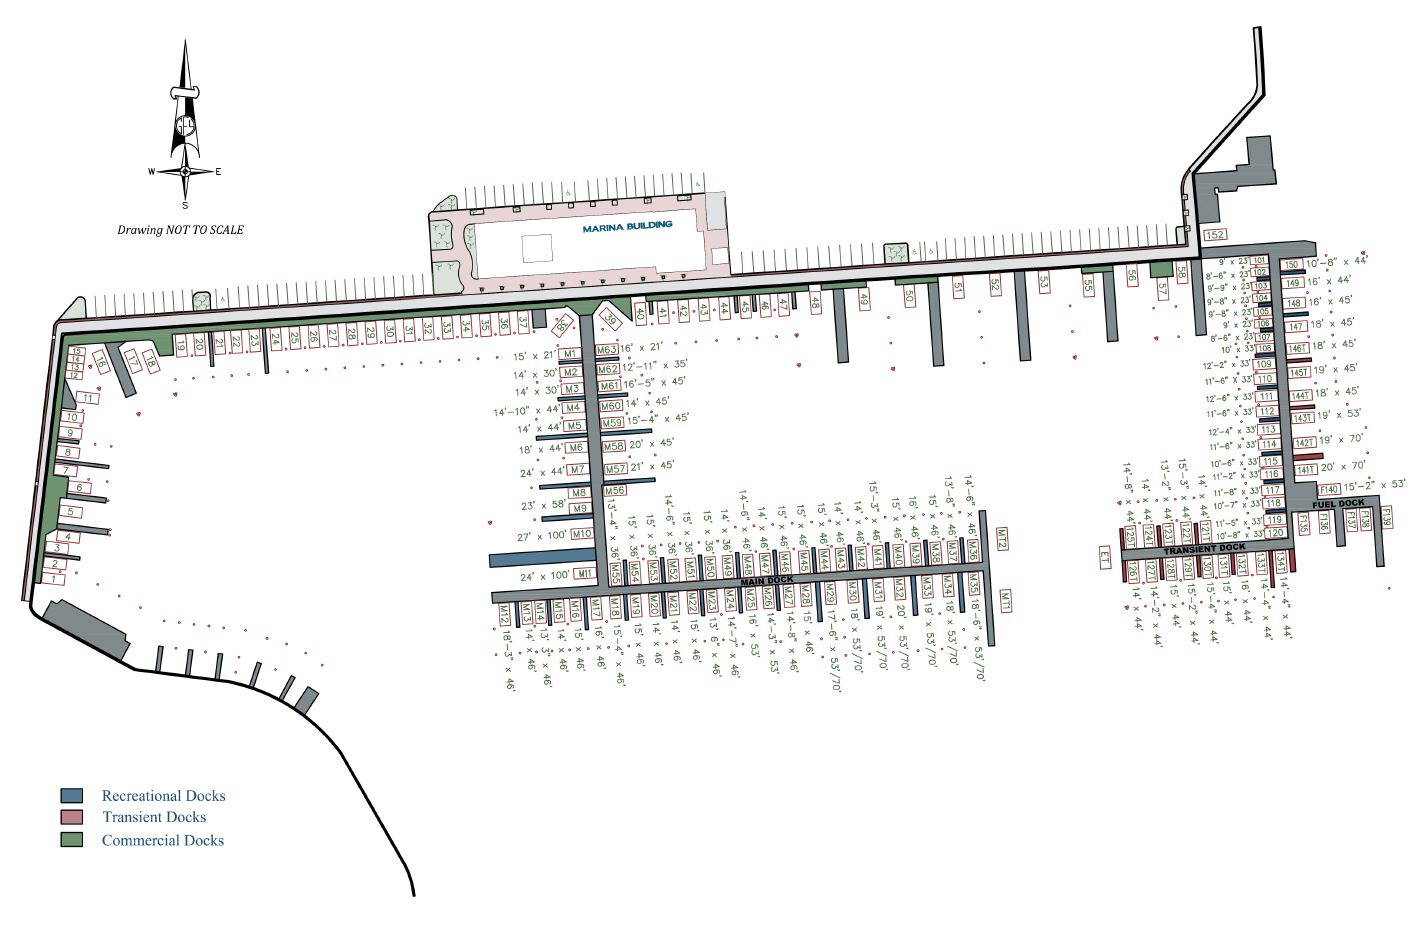 W
E
S
Drawing NOT TO SCALE
MARINA BUILDING
152
15
14
13
12
16
17
18
19
20
21
22
23
24
25
26
27
28
29
30
31
32
33
34
35
36
37
38
39
40
41
42
43
44
45
46
47
48
49
50
51
52
53
55
56
57
58
11
10
9
8
7
6
5
4
3
2
1
15' x 21' M1
14' x 30' M2
14' x 30' M3
14'-10" x 44' M4
14' x 44' M5
18' x 44' M6
24' x 44' M7
M8
23' x 58' M9
27' x 100' M10
24' x 100' M11
M63 16' x 21'
M62 12'-11" x 35'
M61 16'-5" x 45'
M60 14' x 45'
M59 15'-4" x 45'
M58 20' x 45'
M57 21' x 45'
M56
M55 13'-4" x 36'
M54 15' x 36'
M53 15' x 36'
M52 14'-6" x 36'
M51 15' x 36'
M50 15' x 36'
M49 14' x 36'
M48 14'-6" x 46'
M47 14' x 46'
M46 15' x 46'
M45 15' x 46'
M44 15' x 46'
M43 14' x 46'
M42 15' x 46'
M41 15'-3" x 46'
M40 15' x 46'
M39 16' x 46'
M38 15' x 46'
M37 13'-8" x 46'
M36 14'-6" x 46'
MT2
MT1
MAIN DOCK
M12 18'-3" x 46'
M13 14' x 46'
M14 13'-3" x 46'
M15 14' x 46'
M16 15' x 46'
M17 16' x 46'
M18 15'-4" x 46'
M19 15' x 46'
M20 14' x 46'
M21 14' x 46'
M22 15' x 46'
M23 13' 6" x 46'
M24 14'-7" x 46'
M25 16' x 53'
M26 14'-3" x 46'
M27 14'-8" x 46'
M28 15' x 46'
M29 17'-6" x 53'/70'
M30 18' x 53'/70'
M31 19' x 53'/70'
M32 20' x 53'/70'
M33 19' x 53'/70'
M34 18' x 53'/70'
M35 18'-6" x 53'/70'
9' x 23' 101
8'-6" x 23' 102
9'-9" x 23' 103
9'-8" x 23' 104
9'-8" x 23' 105
9' x 23' 106
8'-6" x 23' 107
10' x 33' 108
12'-2" x 33' 109
11'-6" x 33' 110
12'-6" x 33' 111
11'-6" x 33' 112
12'-4" x 33' 113
11'-6" x 33' 114
10'-6" x 33' 115
11'-2" x 33' 116
11'-8" x 33' 117
10'-7" x 33' 118
11'-5" x 33' 119
10'-8" x 33' 120
150 10'-8" x 44'
149 16' x 44'
148 16' x 45'
147 18' x 45'
146T 18' x 45'
145T 19' x 45'
144T 18' x 45'
143T 19' x 53'
142T 19' x 70'
141T 20' x 70'
F140 15'-2" x 53'
FUEL DOCK
F135
F136
F137
F138
F139
ET
125T 14'-8" x 44'
124T 14' x 44'
123T 13'-2" x 44'
122T 15'-3" x 44'
121T 14' x 44'
TRANSIENT DOCK
126T 14' x 44'
127T 14'-2" x 44'
128T 15' x 44'
129T 14'-2" x 44'
130T 13'-4" x 44'
131T 15' x 44'
132T 16' x 44'
133T 14' x 44'
134T 14'-4" x 44'
Recreational Docks
Transient Docks
Commercial Docks